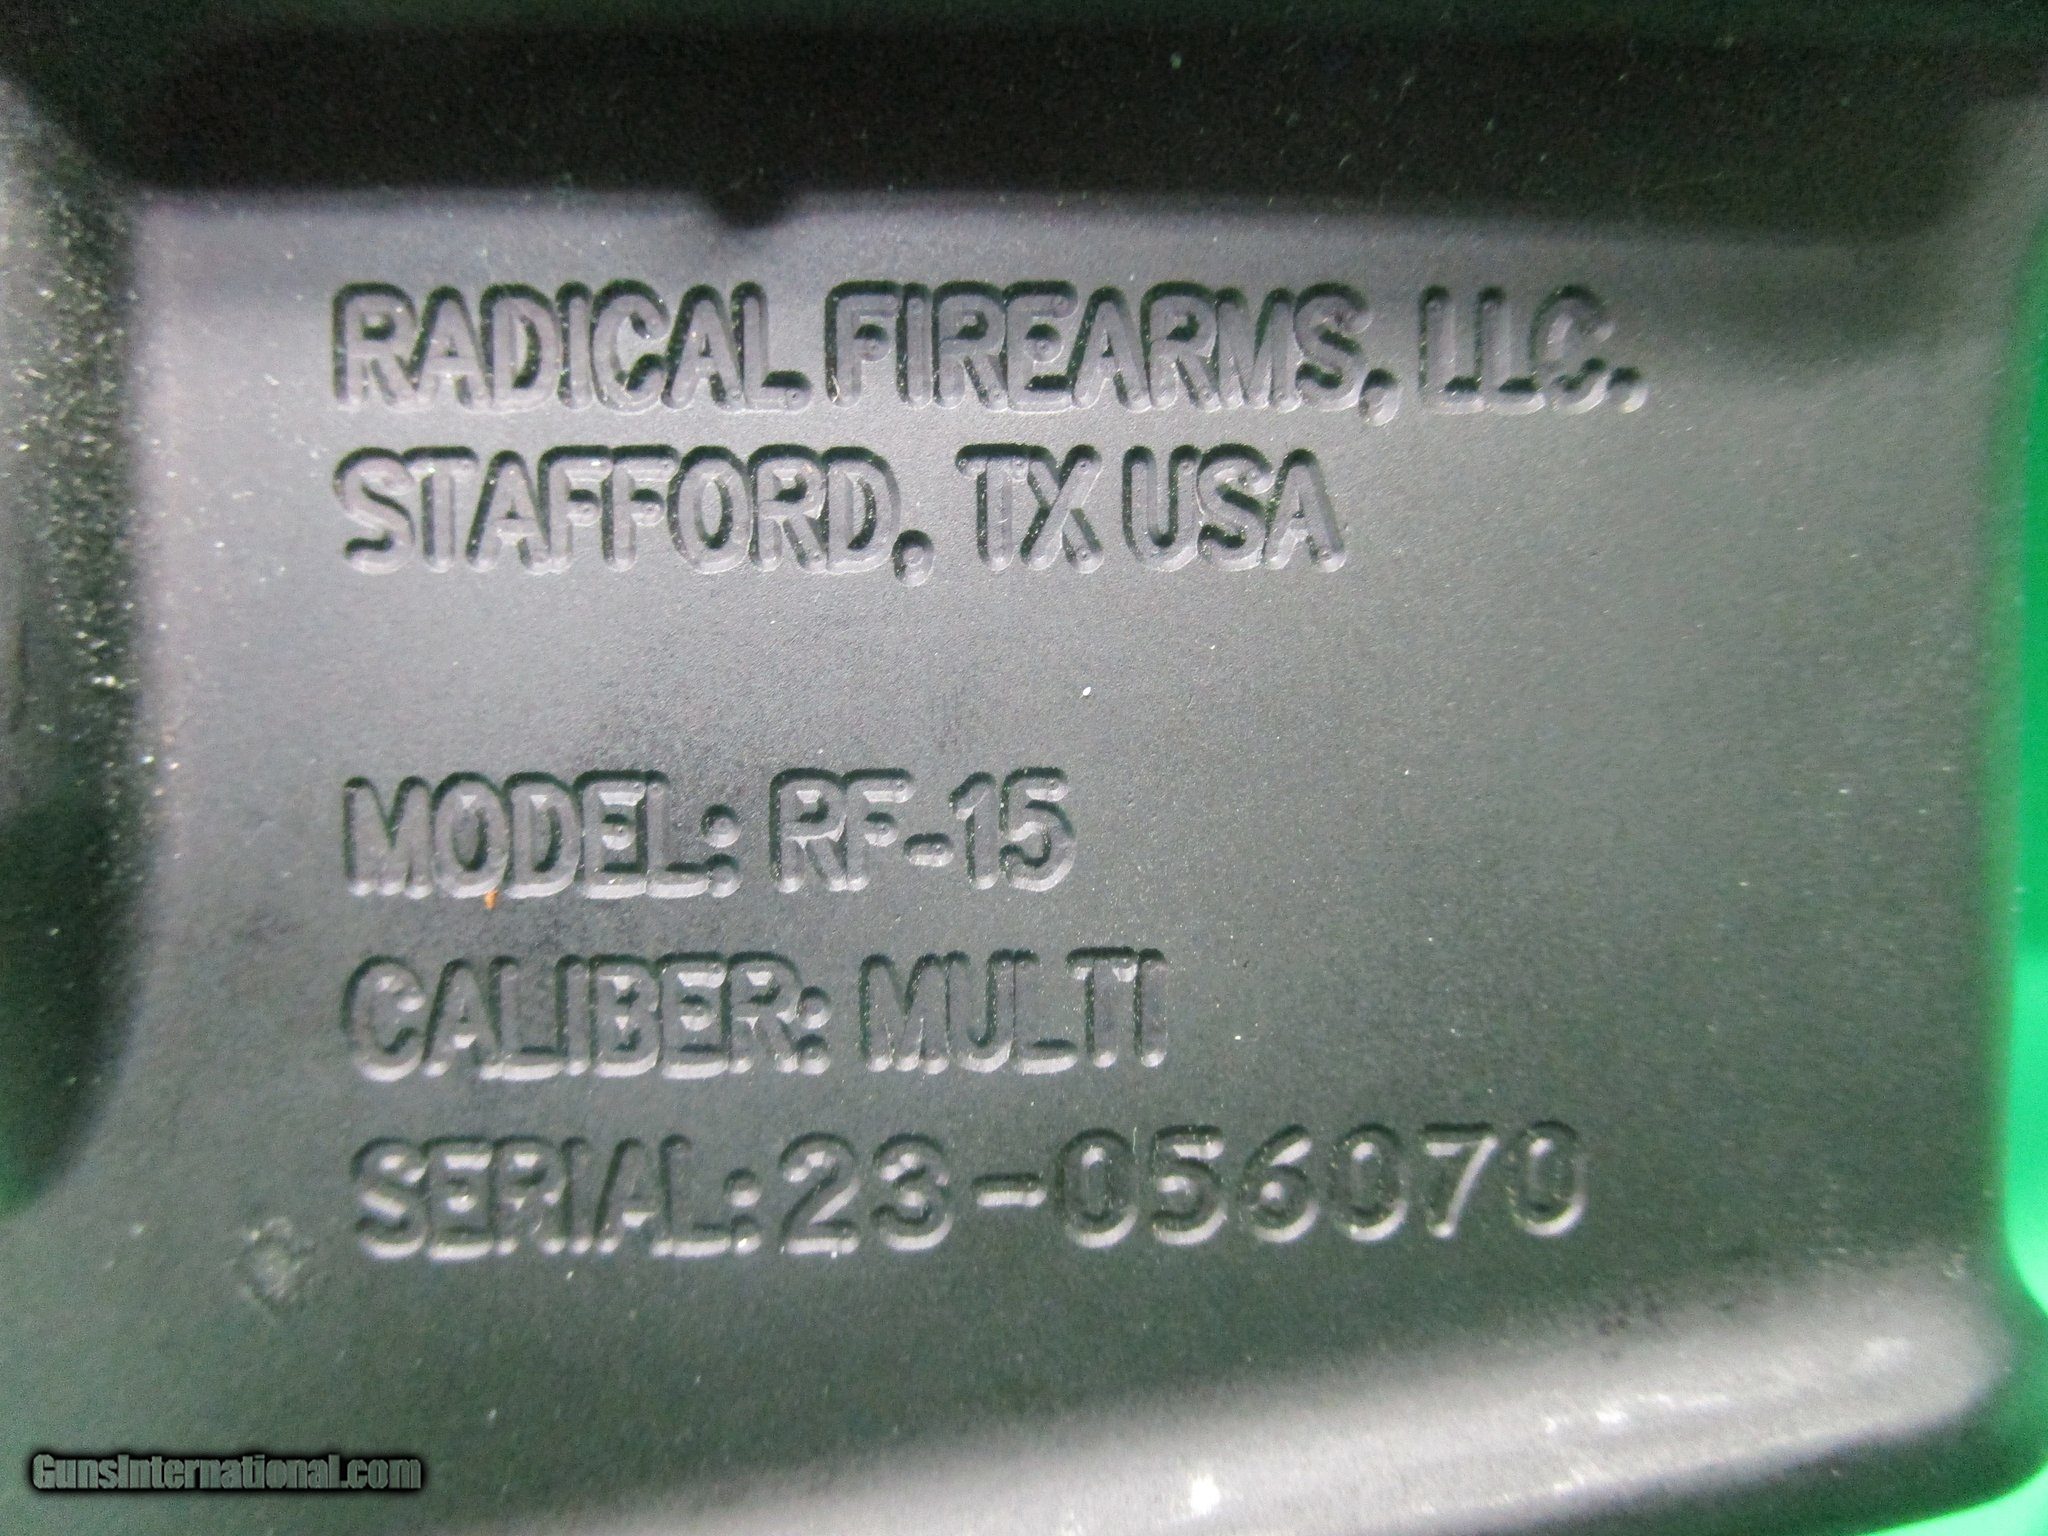 RADICAL FIREARMS, LLC.
STAFFORD, TX USA
MODEL: RF-15
CALIBER: MULTI
SERIAL: 23-056070
GunsInternational.com